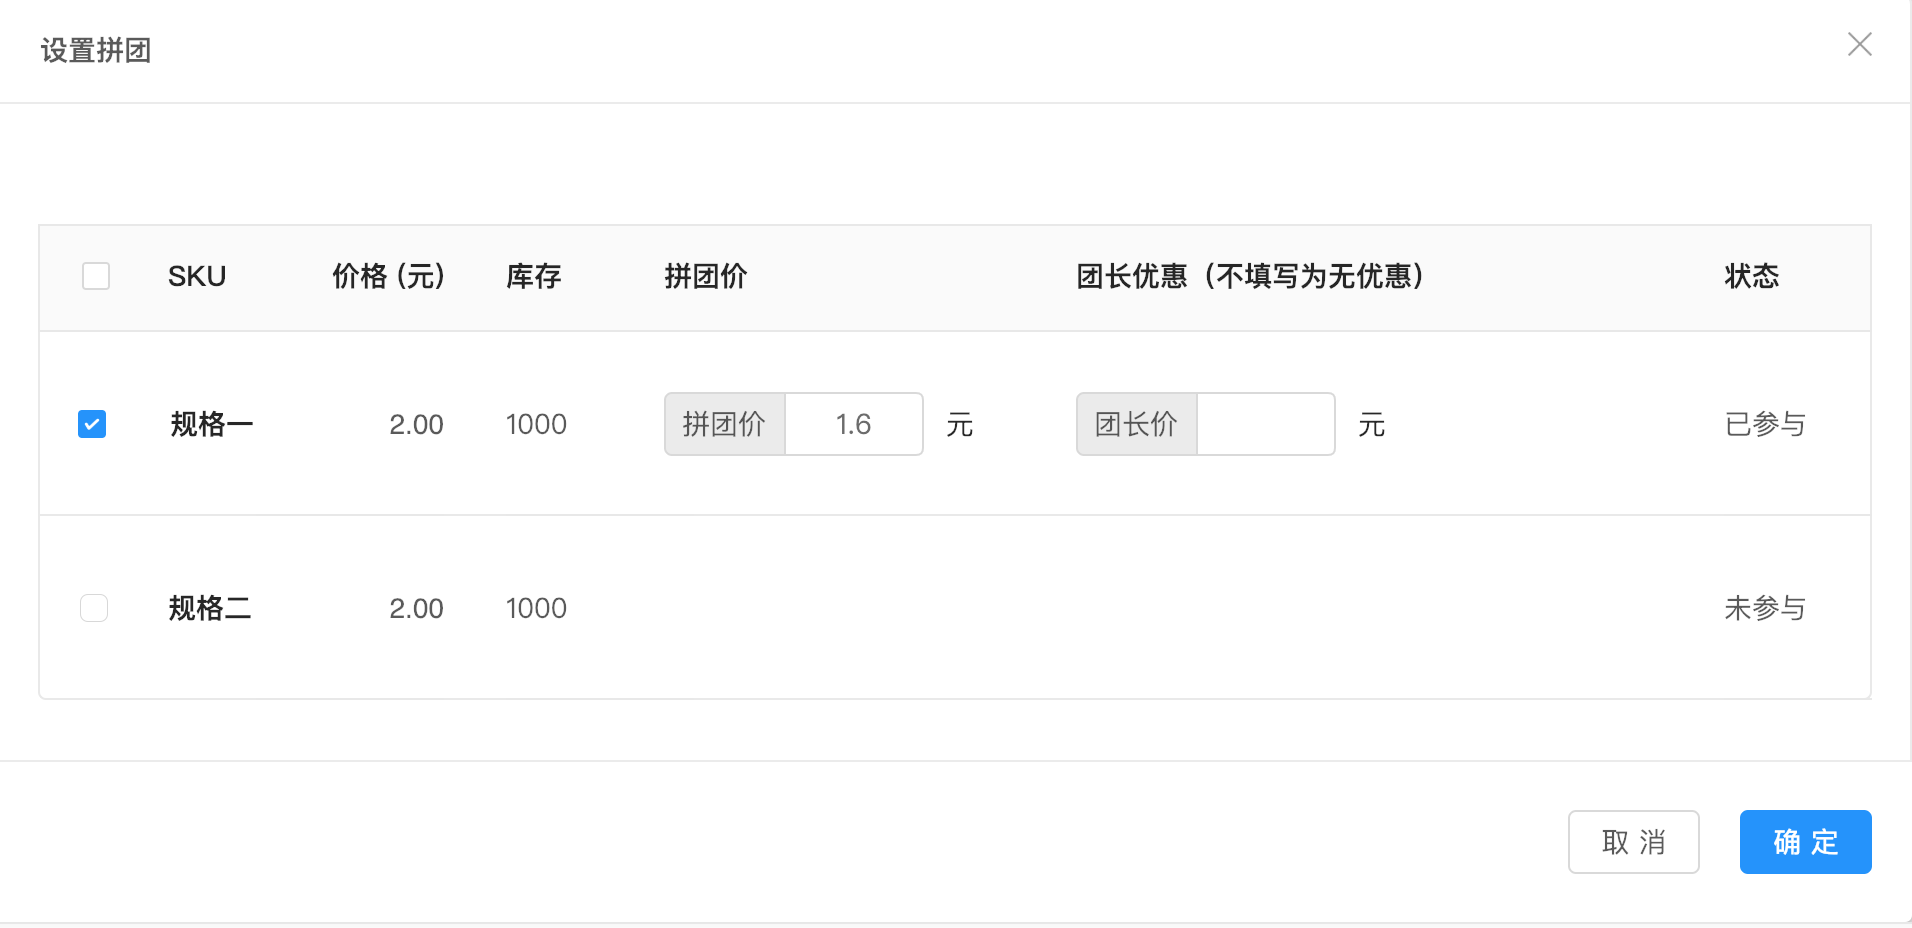 设置拼团
SKU 价格 (元) 库存 拼团价 团长优惠（不填写为无优惠） 状态
规格一 2.00 1000 拼团价 1.6 元 团长价 元 已参与
规格二 2.00 1000 未参与
取 消 确 定